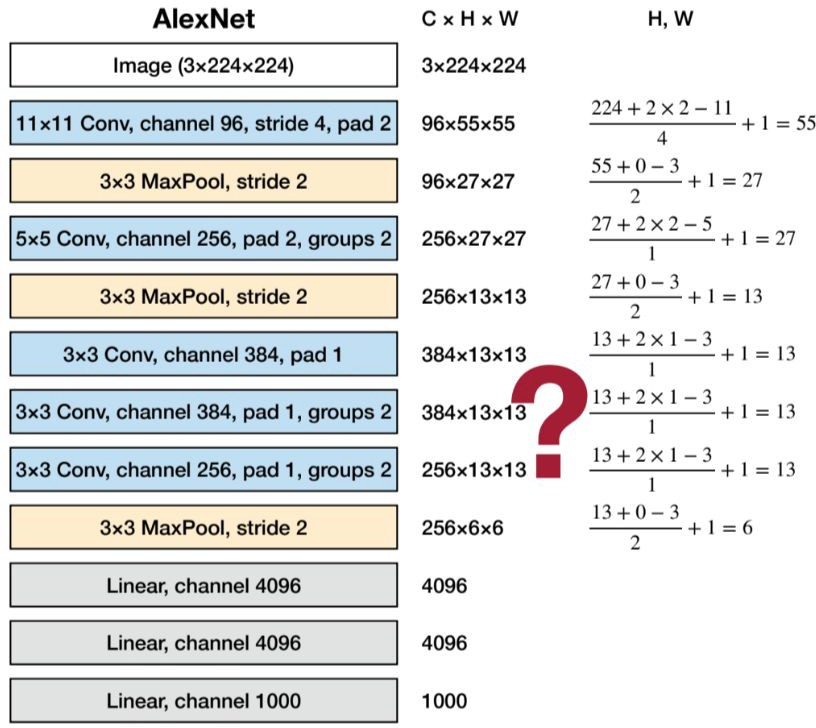 AlexNet C × H × W H, W
Image (3×224×224) 3×224×224
11×11 Conv, channel 96, stride 4, pad 2 96×55×55 (224 + 2 × 2 − 11)/4 + 1 = 55
3×3 MaxPool, stride 2 96×27×27 (55 + 0 − 3)/2 + 1 = 27
5×5 Conv, channel 256, pad 2, groups 2 256×27×27 (27 + 2 × 2 − 5)/1 + 1 = 27
3×3 MaxPool, stride 2 256×13×13 (27 + 0 − 3)/2 + 1 = 13
3×3 Conv, channel 384, pad 1 384×13×13 (13 + 2 × 1 − 3)/1 + 1 = 13
3×3 Conv, channel 384, pad 1, groups 2 384×13×13 (13 + 2 × 1 − 3)/1 + 1 = 13
?
3×3 Conv, channel 256, pad 1, groups 2 256×13×13 (13 + 2 × 1 − 3)/1 + 1 = 13
3×3 MaxPool, stride 2 256×6×6 (13 + 0 − 3)/2 + 1 = 6
Linear, channel 4096 4096
Linear, channel 4096 4096
Linear, channel 1000 1000